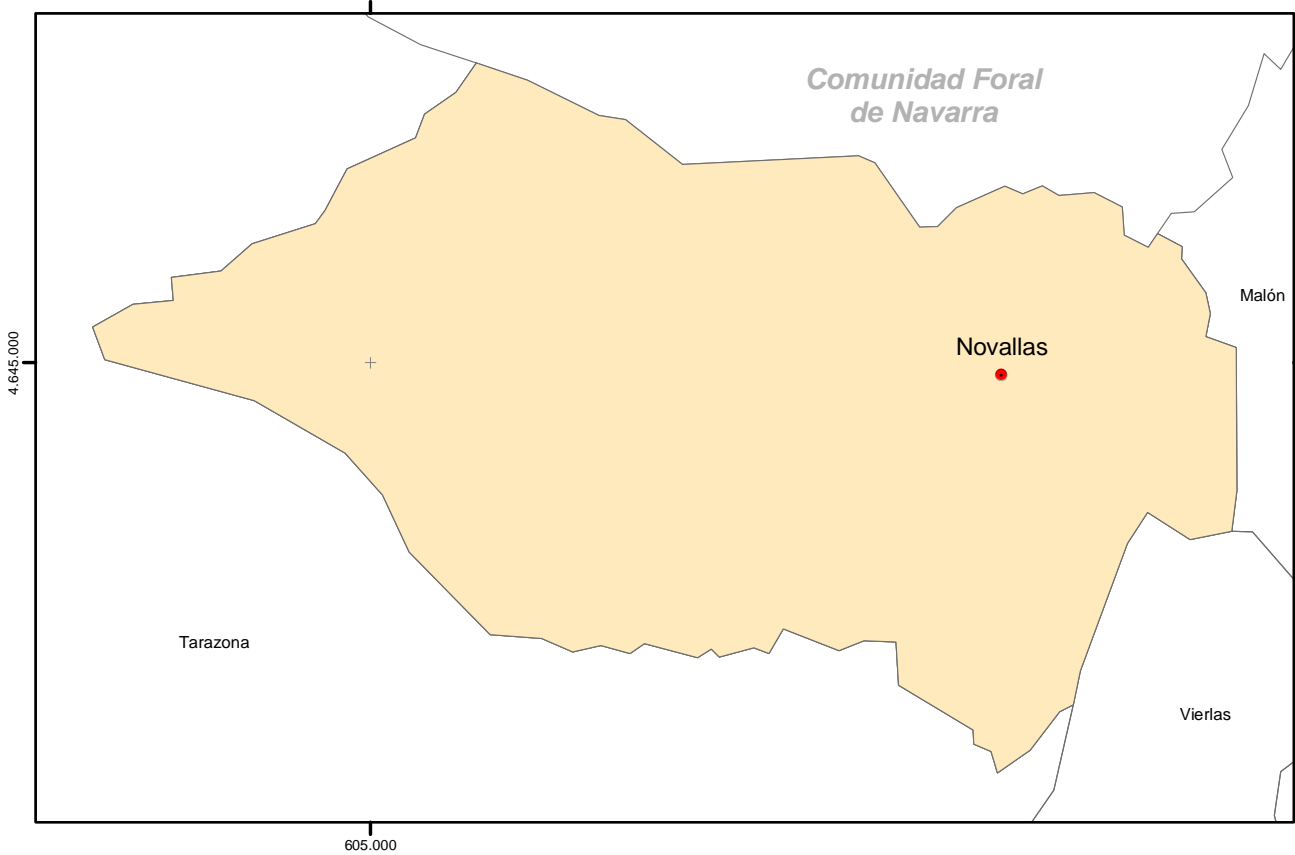 Comunidad Foral
de Navarra
Malón
Novallas
4.645.000
Tarazona
Vierlas
605.000